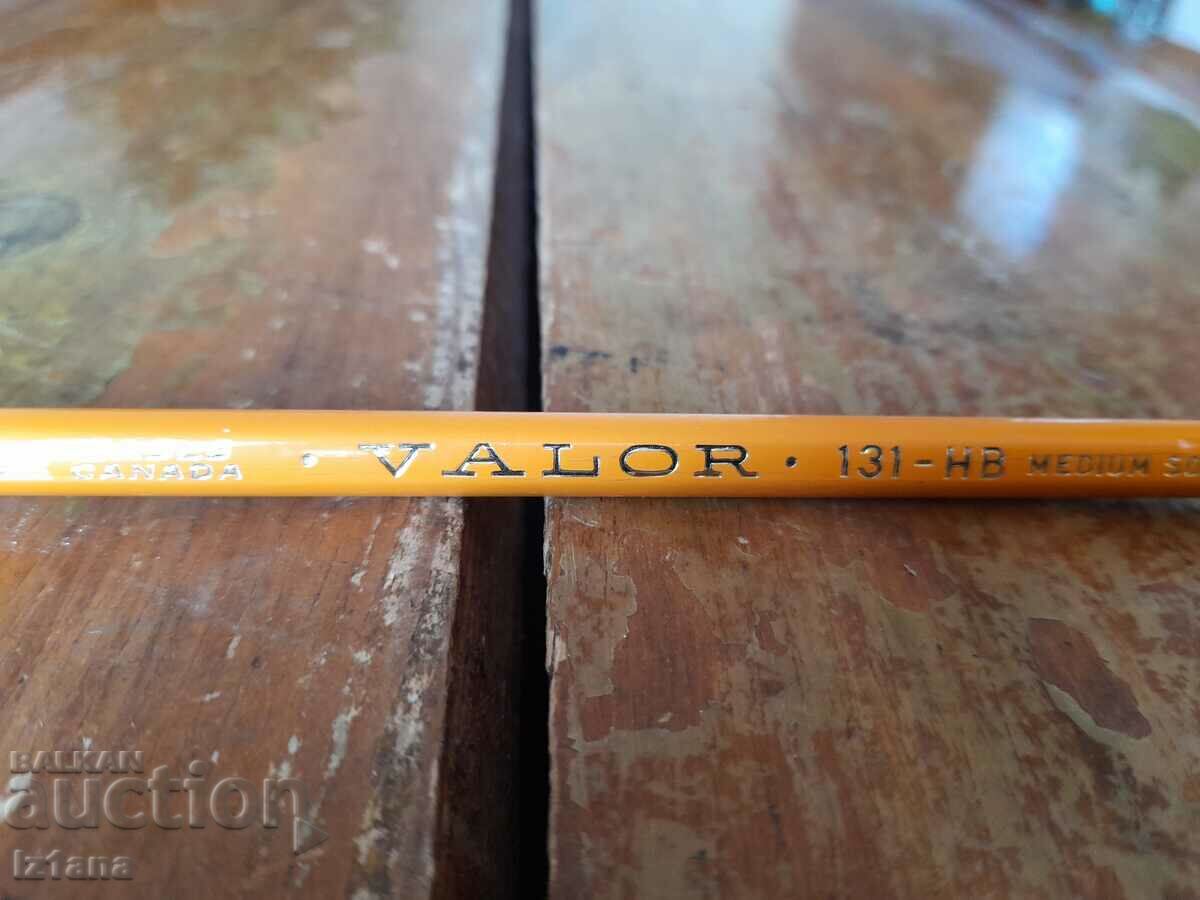 CANADA · VALOR · 131-HB MEDIUM
BALKAN
auction
Iz1ana